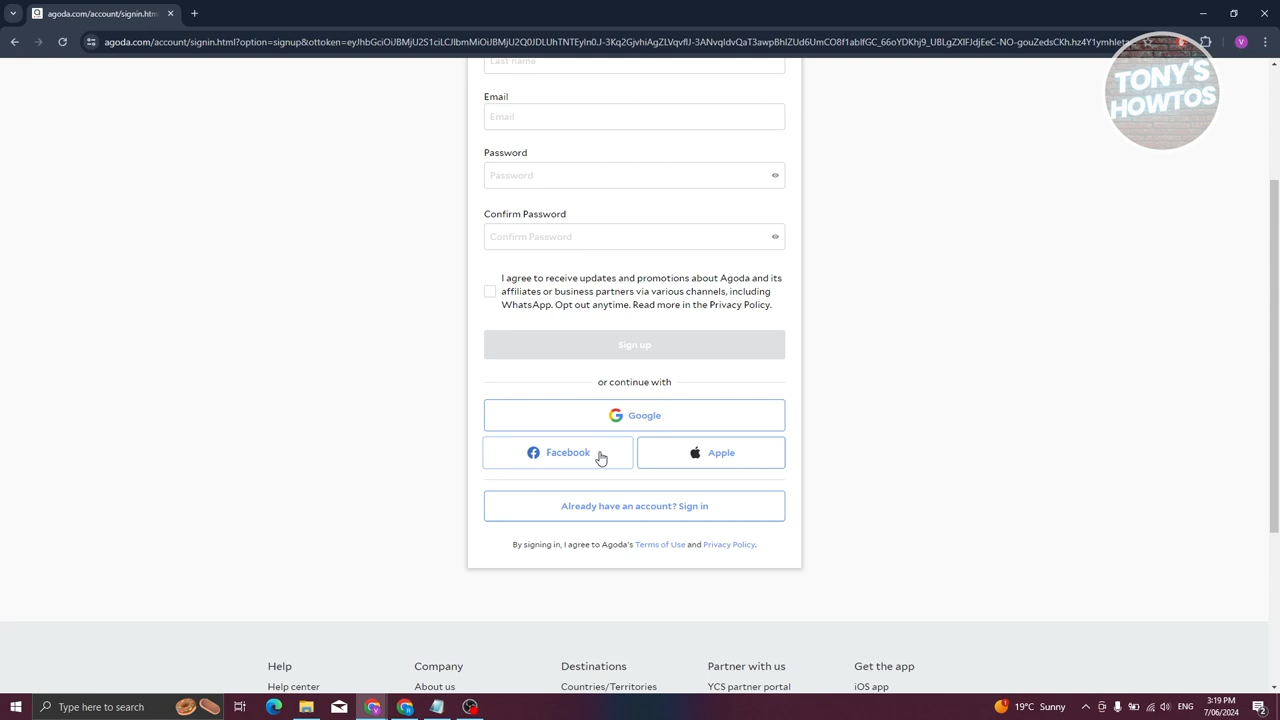 agoda.com/account/signin.htm
TONY'S
HOWTOS
Last name
Email
Email
Password
Password
Confirm Password
Confirm Password
I agree to receive updates and promotions about Agoda and its
affiliates or business partners via various channels, including
WhatsApp. Opt out anytime. Read more in the Privacy Policy.
Sign up
or continue with
Google
Facebook
Apple
Already have an account? Sign in
By signing in, I agree to Agoda's Terms of Use and Privacy Policy.
Help
Company
Destinations
Partner with us
Get the app
Help center
About us
Countries/Territories
YCS partner portal
iOS app
Type here to search
19°C Sunny
3:19 PM
7/06/2024